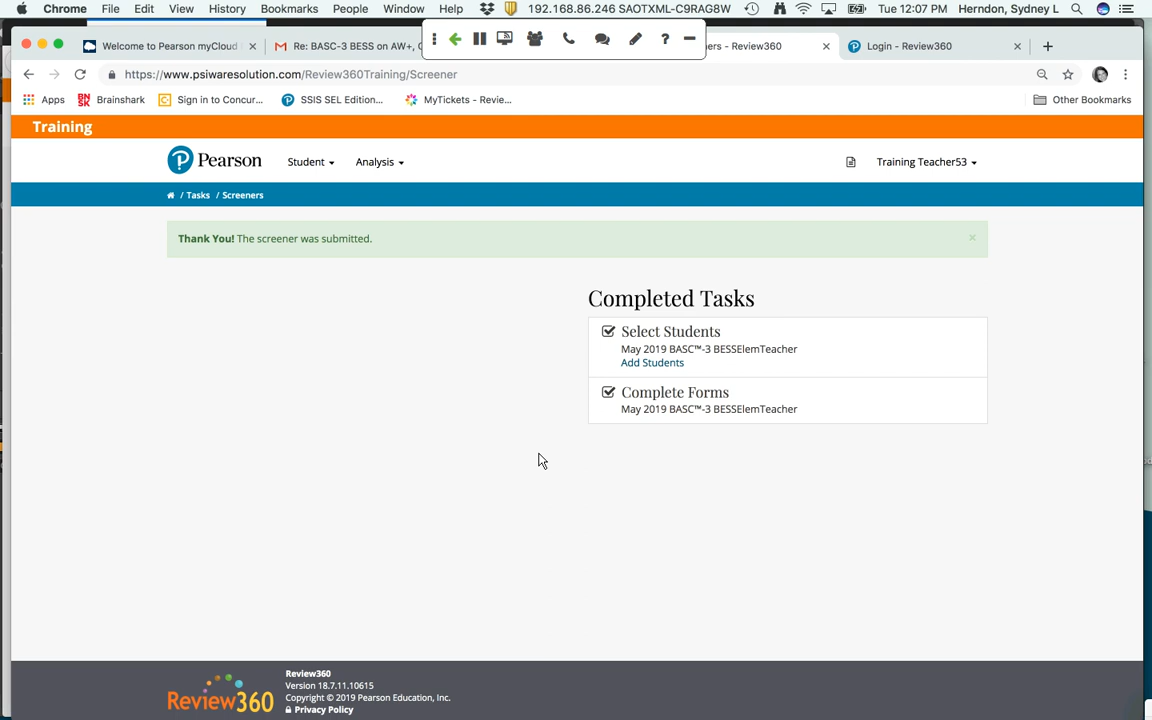 Chrome File Edit View History Bookmarks People Window Help 192.168.86.246 SAOTXML-C9RAG8W Tue 12:07 PM Herndon, Sydney L
Welcome to Pearson myCloud
Re: BASC-3 BESS on AW+,
ers - Review360
Login - Review360
https://www.psiwaresolution.com/Review360Training/Screener
Apps BNSK Brainshark Sign in to Concur... SSIS SEL Edition... MyTickets - Revie... Other Bookmarks
Training
Pearson Student Analysis Training Teacher53
/ Tasks / Screeners
Thank You! The screener was submitted. ×
Completed Tasks
Select Students
May 2019 BASC™-3 BESSElemTeacher
Add Students
Complete Forms
May 2019 BASC™-3 BESSElemTeacher
Review360
Review360
Version 18.7.11.10615
Copyright © 2019 Pearson Education, Inc.
Privacy Policy